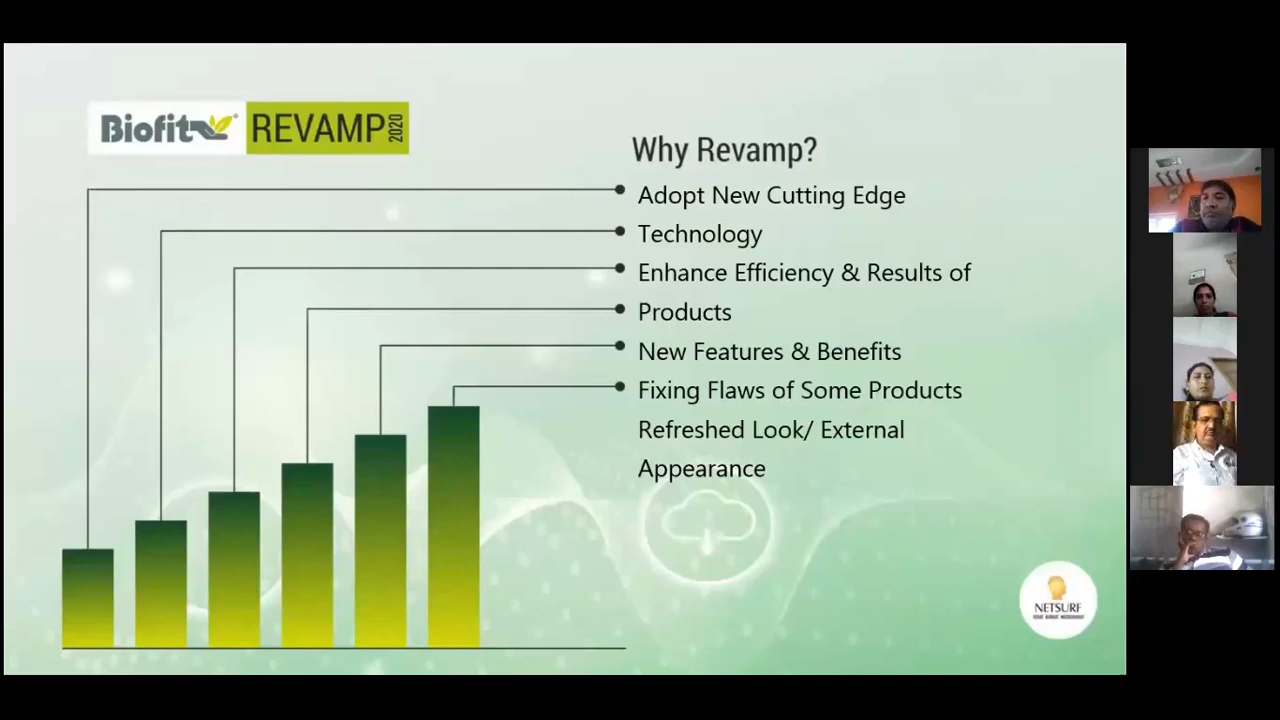 Biofit
REVAMP 2020
Why Revamp?
Adopt New Cutting Edge
Technology
Enhance Efficiency & Results of
Products
New Features & Benefits
Fixing Flaws of Some Products
Refreshed Look/ External
Appearance
NETSURF